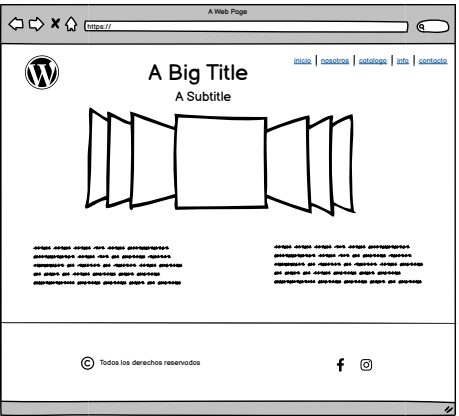 A Web Page
https://
A Big Title
inicio nosotros catalogo info contacto
A Subtitle
Todos los derechos reservados